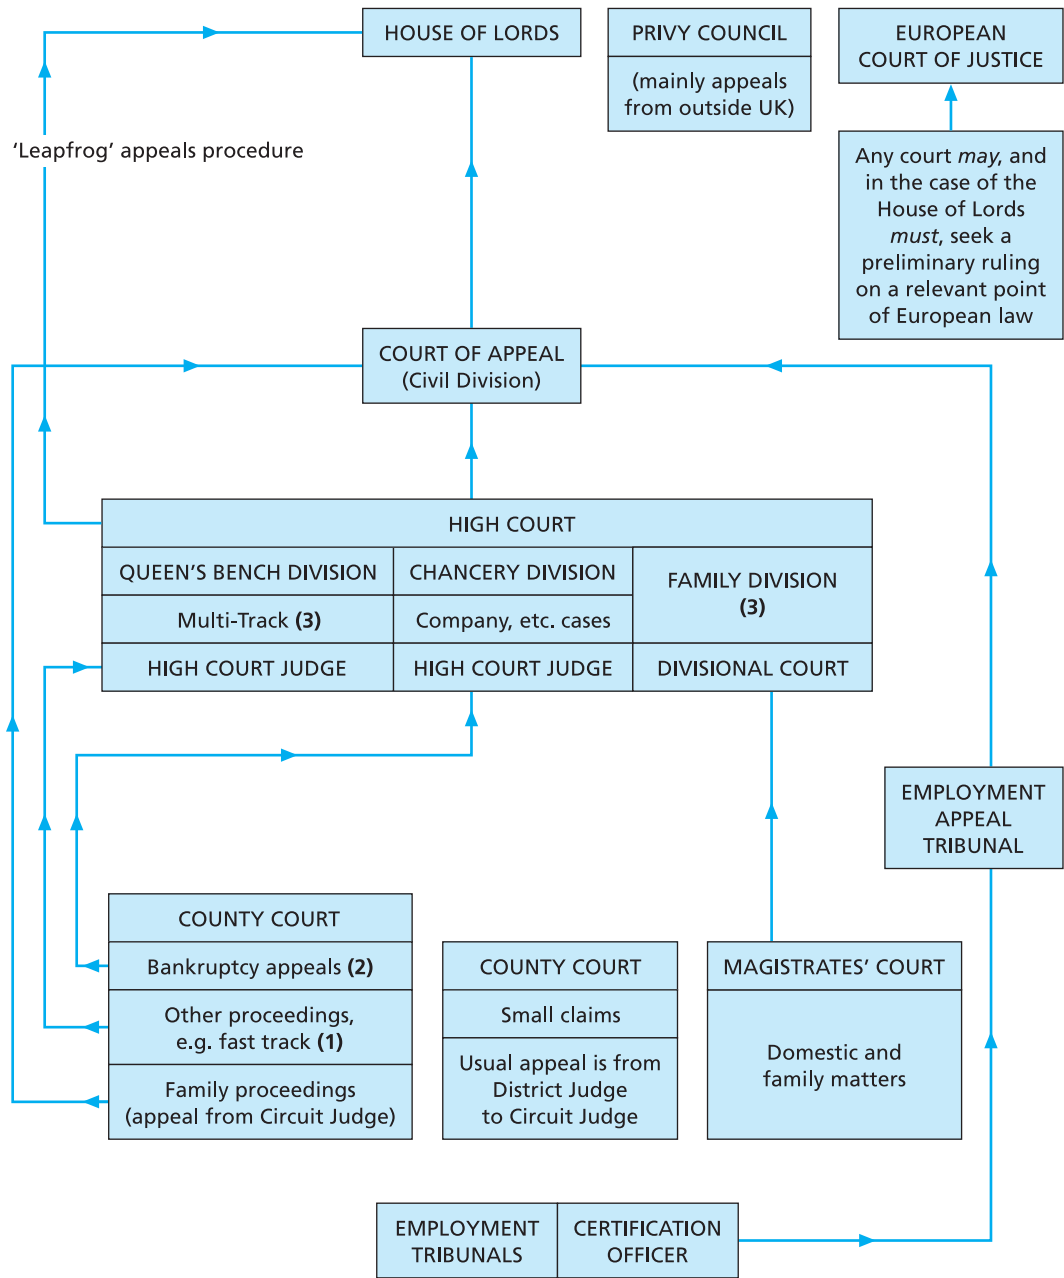 HOUSE OF LORDS
PRIVY COUNCIL
(mainly appeals
from outside UK)
EUROPEAN
COURT OF JUSTICE
Any court may, and
in the case of the
House of Lords
must, seek a
preliminary ruling
on a relevant point
of European law
‘Leapfrog’ appeals procedure
COURT OF APPEAL
(Civil Division)
HIGH COURT
QUEEN’S BENCH DIVISION
Multi-Track (3)
HIGH COURT JUDGE
CHANCERY DIVISION
Company, etc. cases
HIGH COURT JUDGE
FAMILY DIVISION
(3)
DIVISIONAL COURT
EMPLOYMENT
APPEAL
TRIBUNAL
COUNTY COURT
Bankruptcy appeals (2)
Other proceedings,
e.g. fast track (1)
Family proceedings
(appeal from Circuit Judge)
COUNTY COURT
Small claims
Usual appeal is from
District Judge
to Circuit Judge
MAGISTRATES’ COURT
Domestic and
family matters
EMPLOYMENT
TRIBUNALS
CERTIFICATION
OFFICER